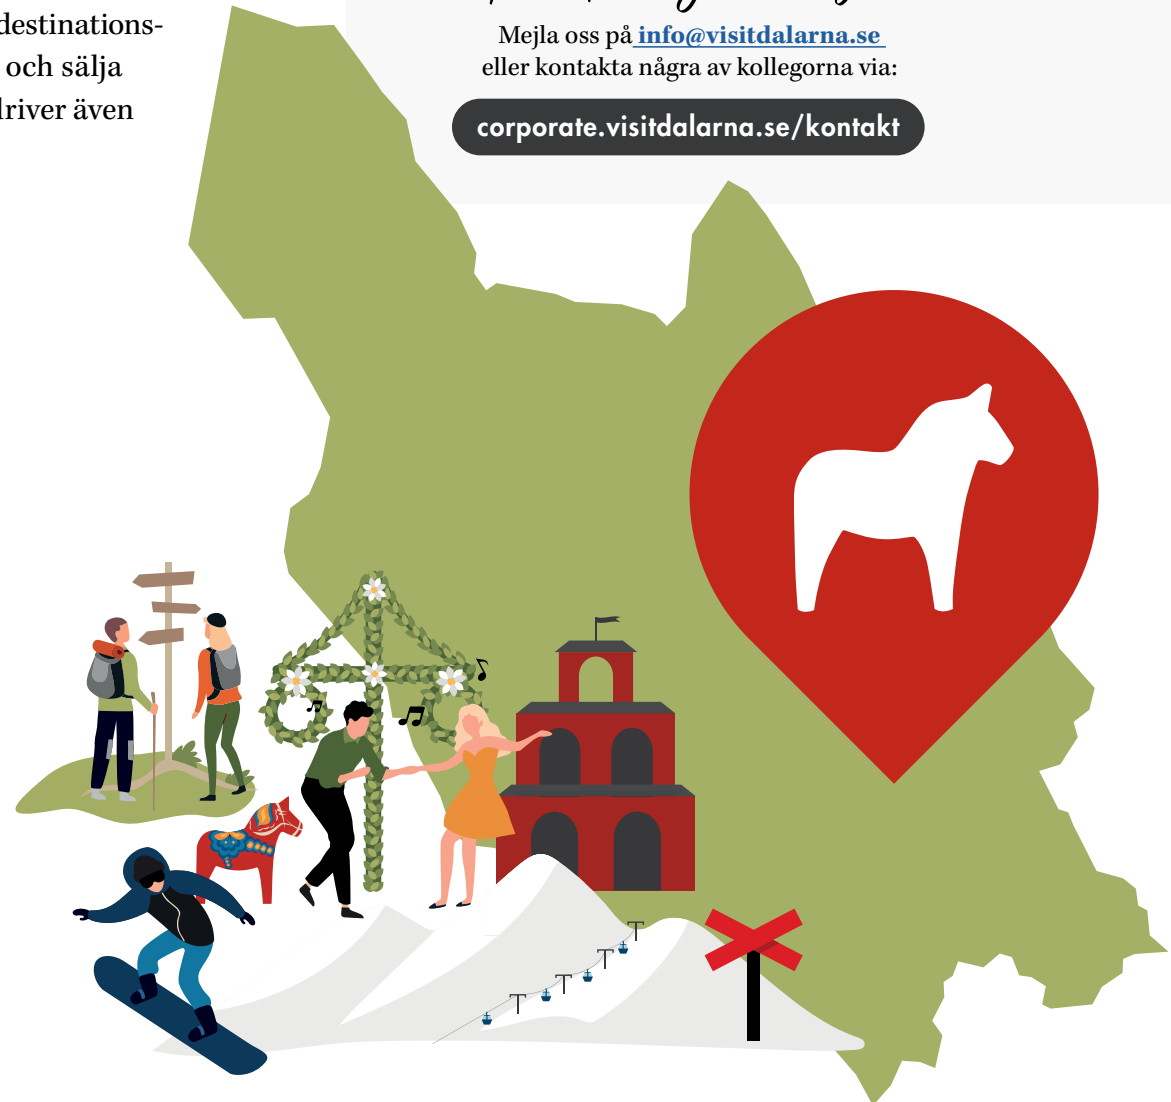 destinations-
och sälja
driver även
Mejla oss på info@visitdalarna.se
eller kontakta några av kollegorna via:
corporate.visitdalarna.se/kontakt